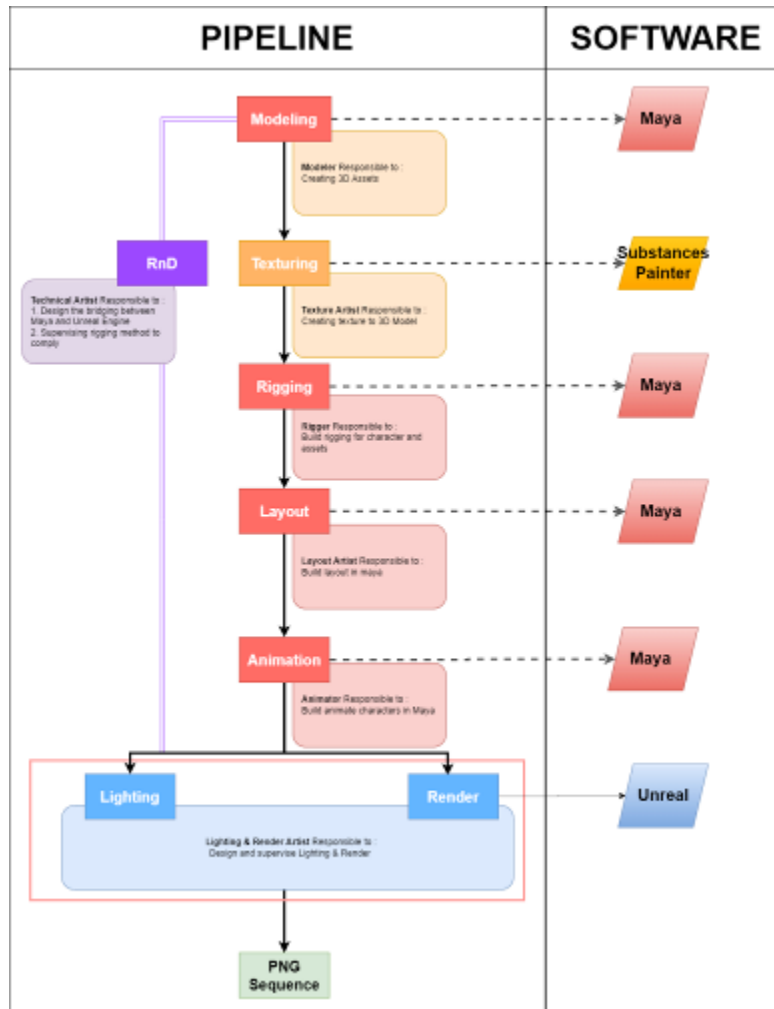 PIPELINE
SOFTWARE
Modeling
Maya
Modeler Responsible to :
Creating 3D Assets
RnD
Texturing
Substances
Painter
Technical Artist Responsible to :
1. Design the bridging between
Maya and Unreal Engine
2. Supervising rigging method to
comply
Texture Artist Responsible to :
Creating texture to 3D Model
Rigging
Maya
Rigger Responsible to :
Build rigging for character and
assets
Layout
Maya
Layout Artist Responsible to :
Build layout in maya
Animation
Maya
Animator Responsible to :
Build animate characters in Maya
Lighting
Render
Unreal
Lighting & Render Artist Responsible to :
Design and supervise Lighting & Render
PNG
Sequence